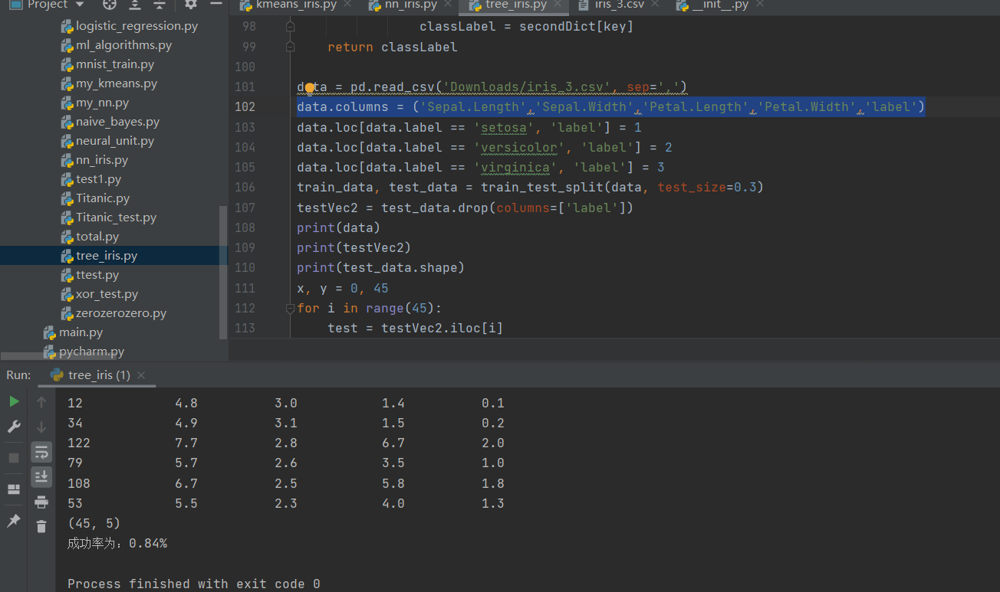 Project
kmeans_iris.py nn_iris.py tree_iris.py iris_3.csv __init__.py
logistic_regression.py
ml_algorithms.py
mnist_train.py
my_kmeans.py
my_nn.py
naive_bayes.py
neural_unit.py
nn_iris.py
test1.py
Titanic.py
Titanic_test.py
total.py
tree_iris.py
ttest.py
xor_test.py
zerozerozero.py
main.py
pycharm.py
98 classLabel = secondDict[key]
99 return classLabel
100
101 data = pd.read_csv('Downloads/iris_3.csv', sep=',')
102 data.columns = ('Sepal.Length','Sepal.Width','Petal.Length','Petal.Width','label')
103 data.loc[data.label == 'setosa', 'label'] = 1
104 data.loc[data.label == 'versicolor', 'label'] = 2
105 data.loc[data.label == 'virginica', 'label'] = 3
106 train_data, test_data = train_test_split(data, test_size=0.3)
107 testVec2 = test_data.drop(columns=['label'])
108 print(data)
109 print(testVec2)
110 print(test_data.shape)
111 x, y = 0, 45
112 for i in range(45):
113 test = testVec2.iloc[i]
Run: tree_iris (1)
12 4.8 3.0 1.4 0.1
34 4.9 3.1 1.5 0.2
122 7.7 2.8 6.7 2.0
79 5.7 2.6 3.5 1.0
108 6.7 2.5 5.8 1.8
53 5.5 2.3 4.0 1.3
(45, 5)
成功率为：0.84%
Process finished with exit code 0